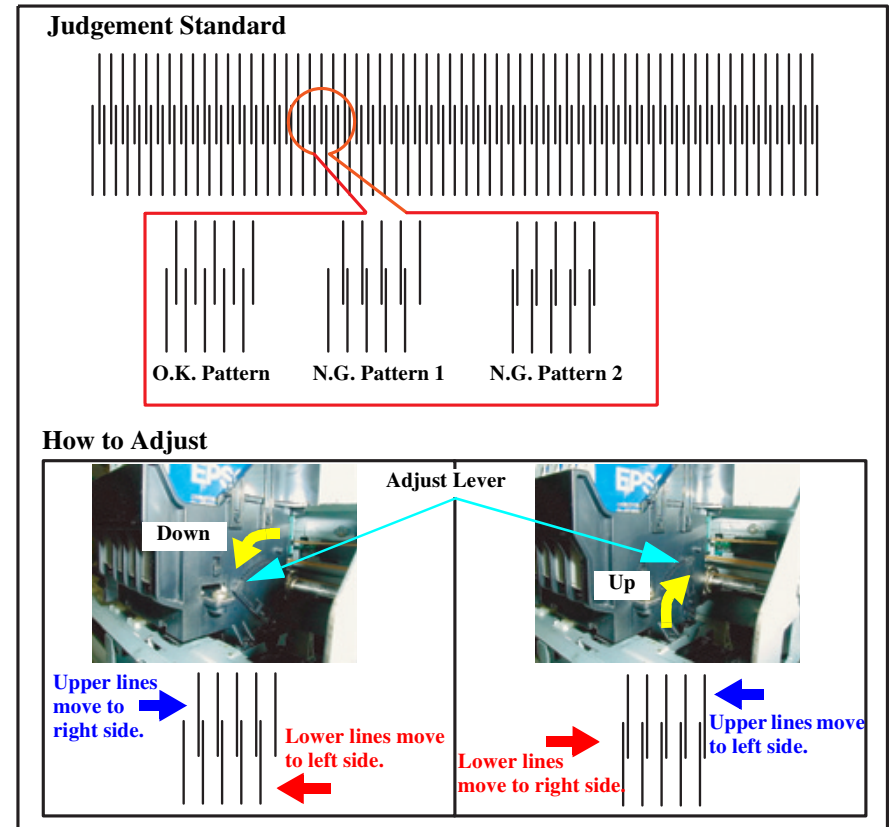 Judgement Standard
O.K. Pattern
N.G. Pattern 1
N.G. Pattern 2
How to Adjust
Adjust Lever
EPS
Down
Upper lines
move to
right side.
Lower lines move
to left side.
EPS
Up
Lower lines
move to right side.
Upper lines move
to left side.